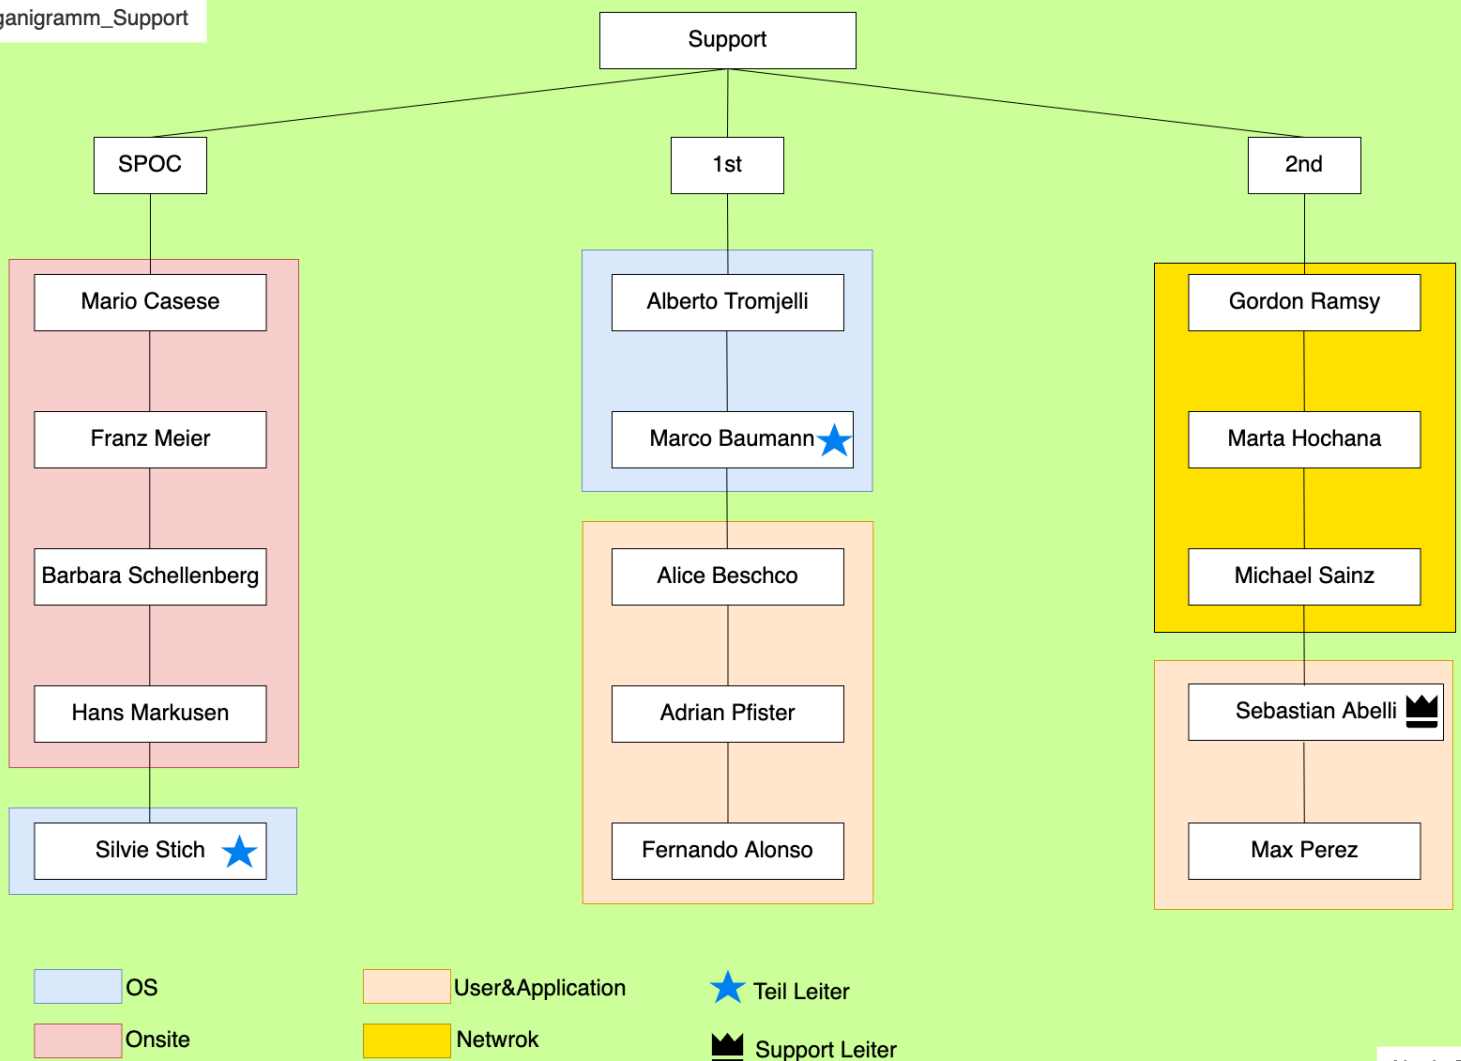 ganigramm_Support
Support
SPOC
1st
2nd
Mario Casese
Alberto Tromjelli
Gordon Ramsy
Franz Meier
Marco Baumann
Marta Hochana
Barbara Schellenberg
Alice Beschco
Michael Sainz
Hans Markusen
Adrian Pfister
Sebastian Abelli
Silvie Stich
Fernando Alonso
Max Perez
OS
User&Application
Teil Leiter
Onsite
Netwrok
Support Leiter